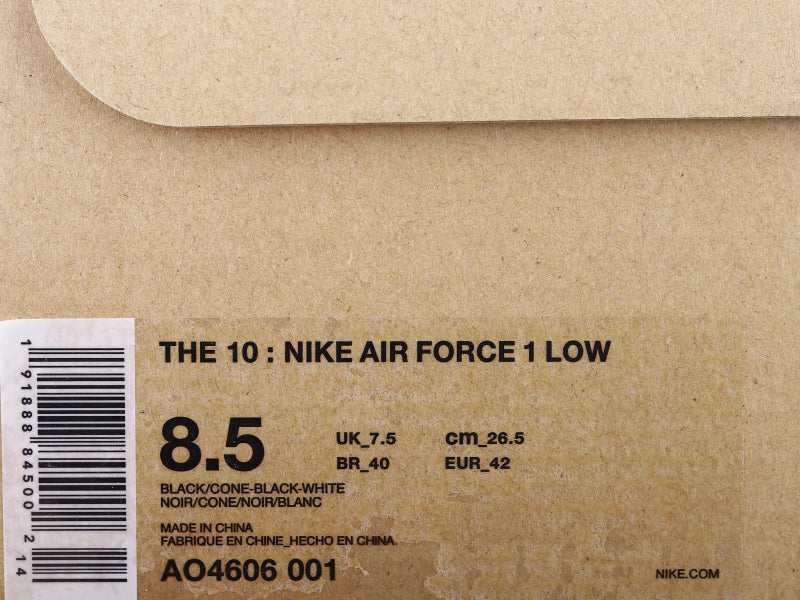 THE 10 : NIKE AIR FORCE 1 LOW
8.5
UK_7.5 cm_26.5
BR_40 EUR_42
BLACK/CONE-BLACK-WHITE
NOIR/CONE/NOIR/BLANC
MADE IN CHINA
FABRIQUE EN CHINE_HECHO EN CHINA.
AO4606 001
NIKE.COM
1 91888 84500 2 14